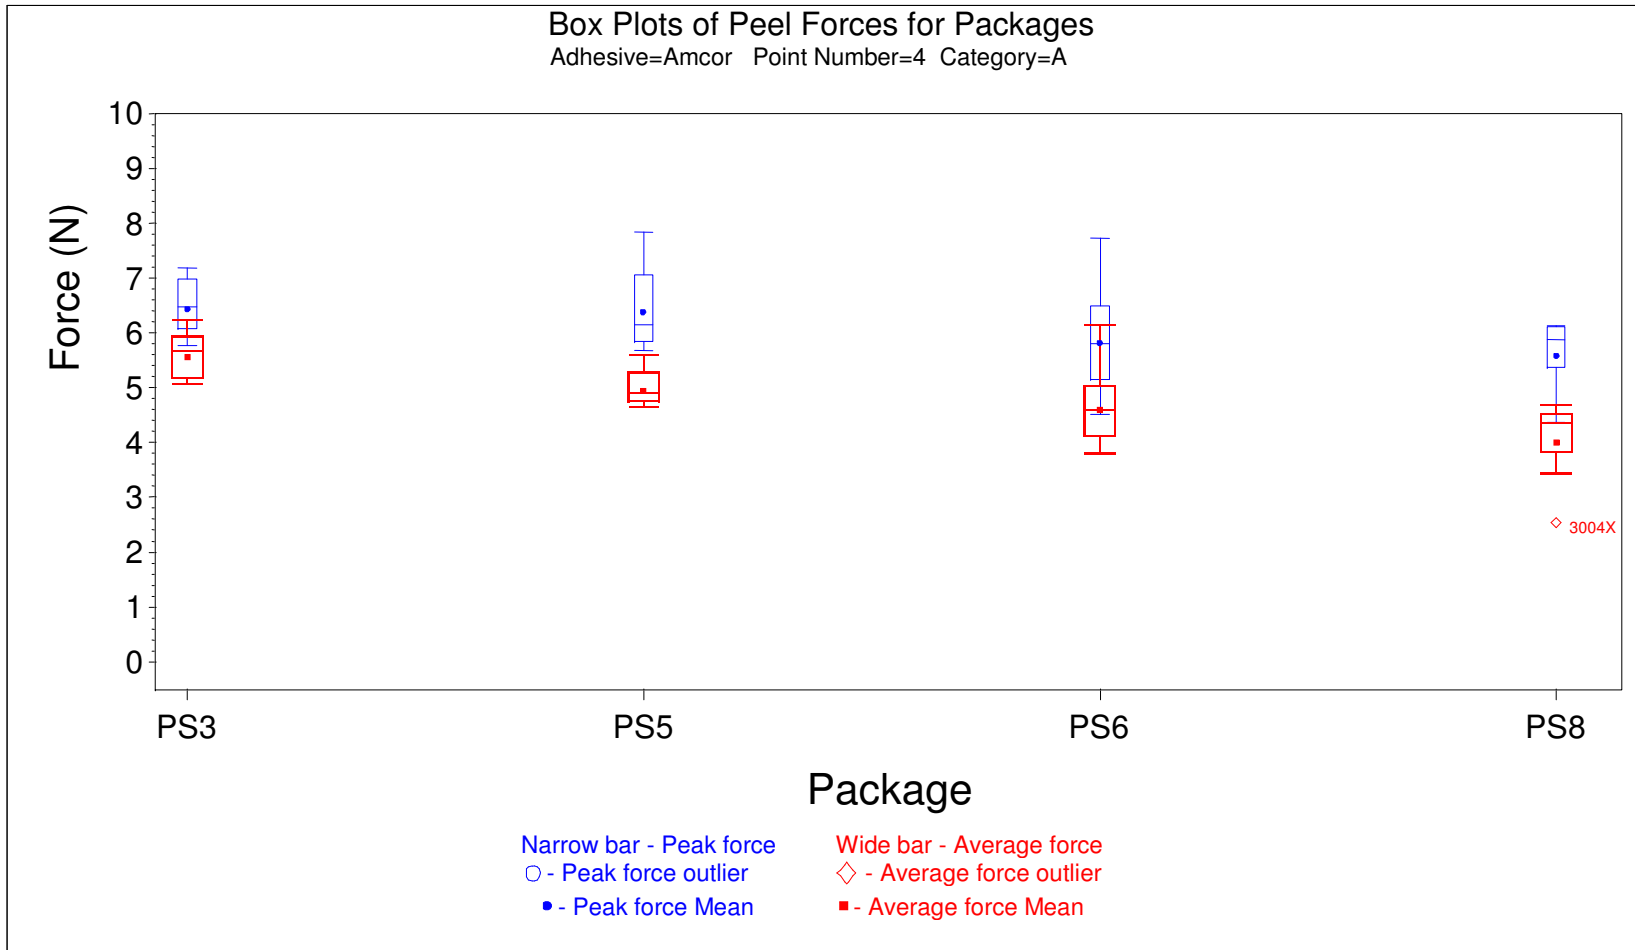 Box Plots of Peel Forces for Packages
Adhesive=Amcor Point Number=4 Category=A
Force (N)
10
9
8
7
6
5
4
3
2
1
0
3004X
PS3 PS5 PS6 PS8
Package
Narrow bar - Peak force Wide bar - Average force
- Peak force outlier - Average force outlier
- Peak force Mean - Average force Mean